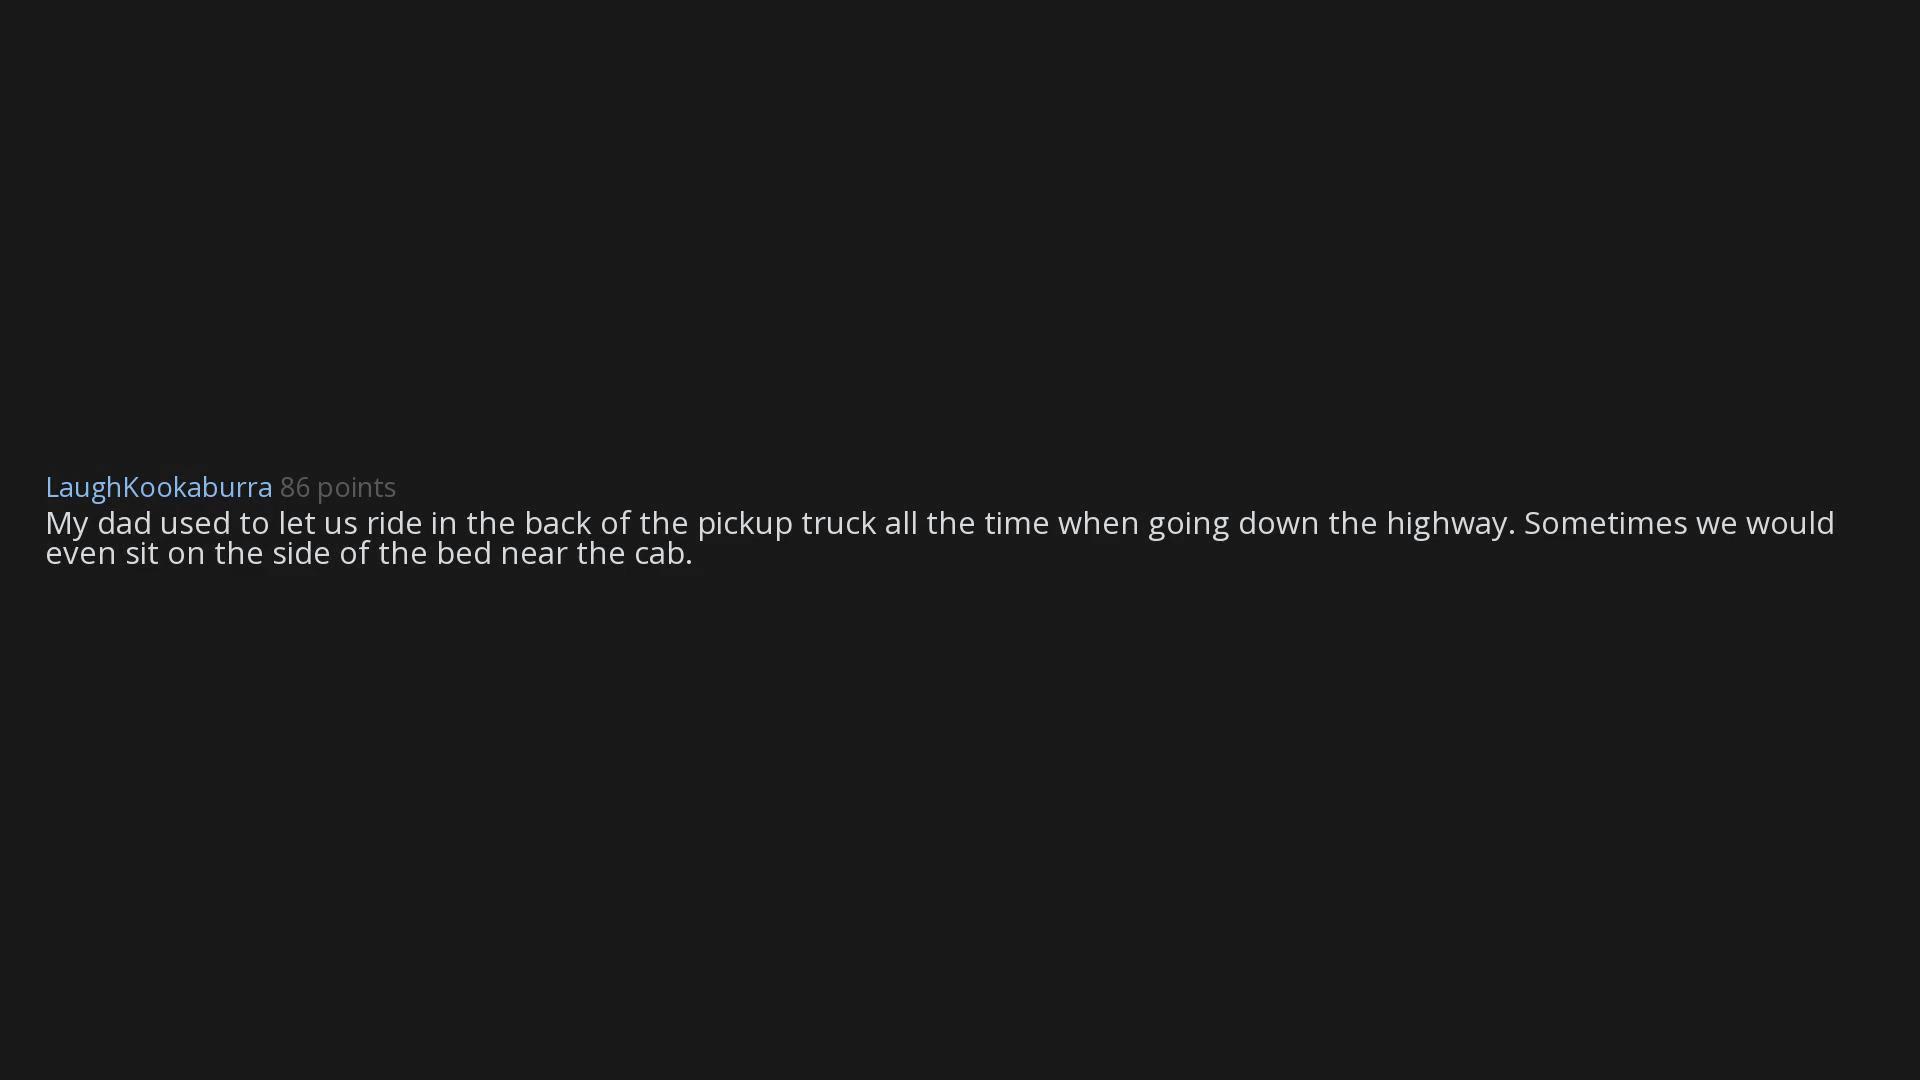 LaughKookaburra 86 points
My dad used to let us ride in the back of the pickup truck all the time when going down the highway. Sometimes we would
even sit on the side of the bed near the cab.